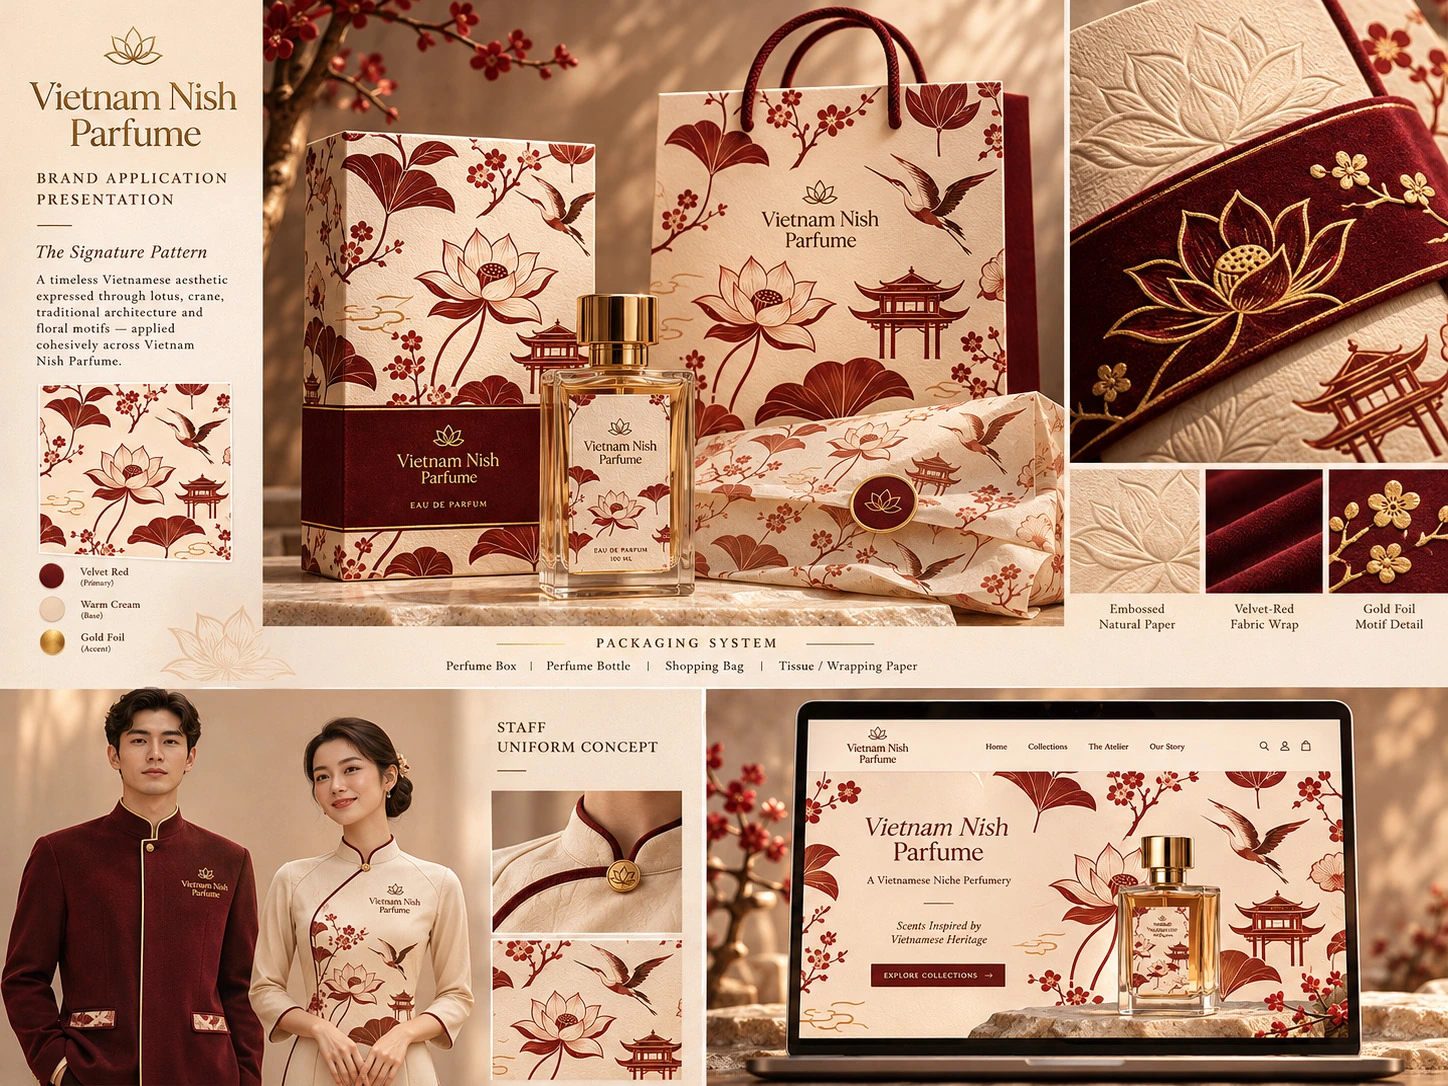 Vietnam Nish
Parfume
BRAND APPLICATION
PRESENTATION
The Signature Pattern
A timeless Vietnamese aesthetic
expressed through lotus, crane,
traditional architecture and
floral motifs — applied
cohesively across Vietnam
Nish Parfume.
Velvet Red
(Primary)
Warm Cream
(Base)
Gold Foil
(Accent)
Vietnam Nish
Parfume
EAU DE PARFUM
Vietnam Nish
Parfume
EAU DE PARFUM
100 ML
Vietnam Nish
Parfume
PACKAGING SYSTEM
Perfume Box | Perfume Bottle | Shopping Bag | Tissue / Wrapping Paper
Embossed
Natural Paper
Velvet-Red
Fabric Wrap
Gold Foil
Motif Detail
Vietnam Nish
Parfume
Vietnam Nish
Parfume
STAFF
UNIFORM CONCEPT
Vietnam Nish
Parfume
Home
Collections
The Atelier
Our Story
Vietnam Nish
Parfume
A Vietnamese Niche Parfumery
Scents Inspired by
Vietnamese Heritage
EXPLORE COLLECTIONS →